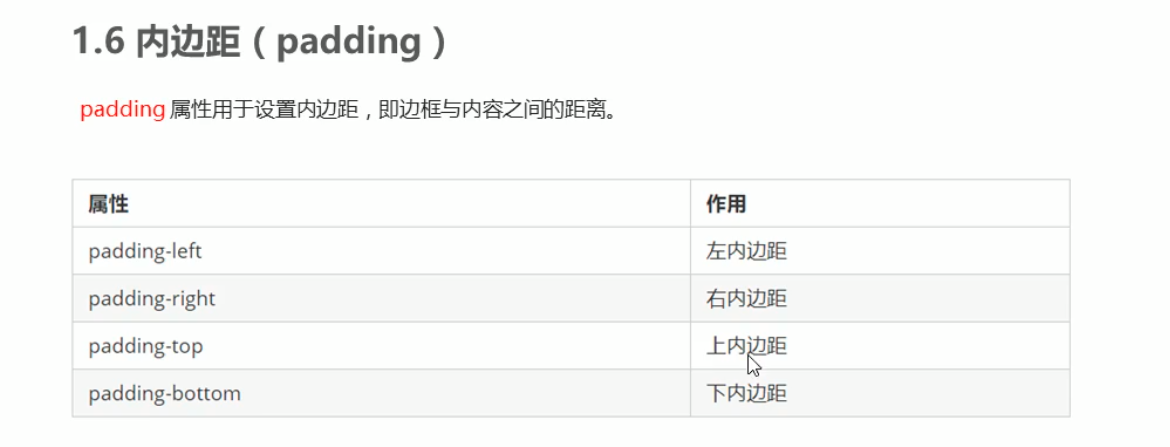 1.6 内边距（padding）
padding 属性用于设置内边距，即边框与内容之间的距离。
属性 作用
padding-left 左内边距
padding-right 右内边距
padding-top 上内边距
padding-bottom 下内边距